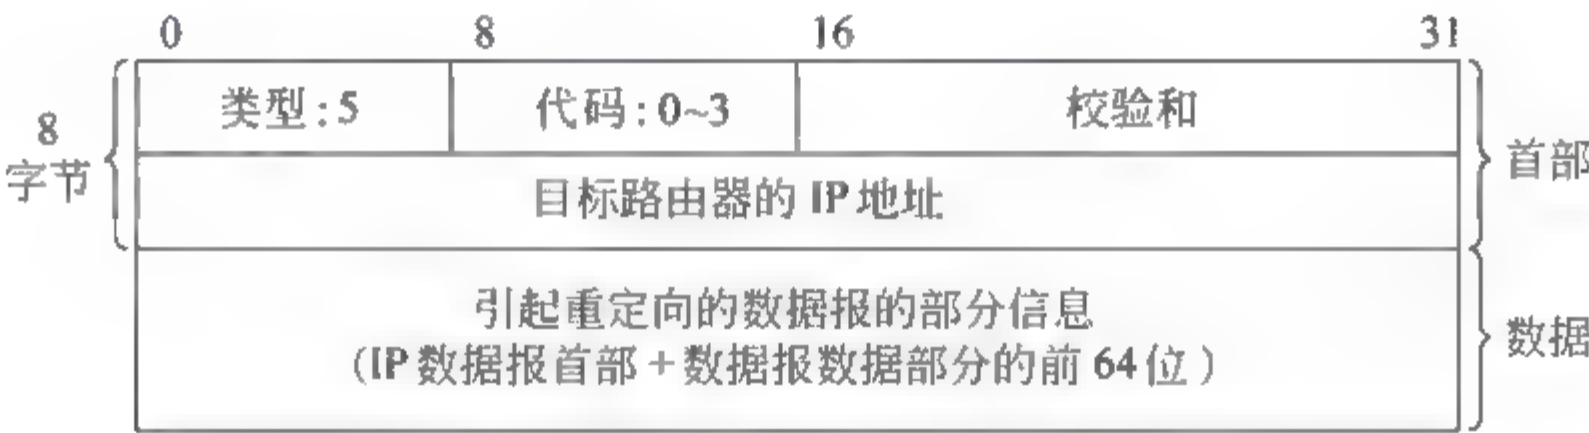 0 8 16 31
类型:5 代码:0~3 校验和
8
字节
首部
目标路由器的 IP 地址
引起重定向的数据报的部分信息
(IP 数据报首部+数据报数据部分的前 64 位)
数据